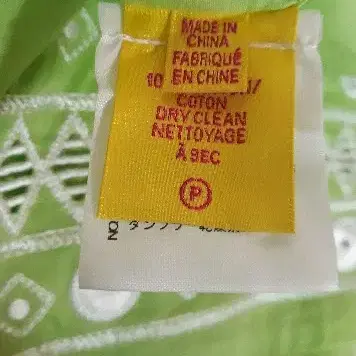 MADE IN
CHINA
FABRIQUÉ
EN CHINE
COTON
DRY CLEAN
NETTOYAGE
À SEC
P